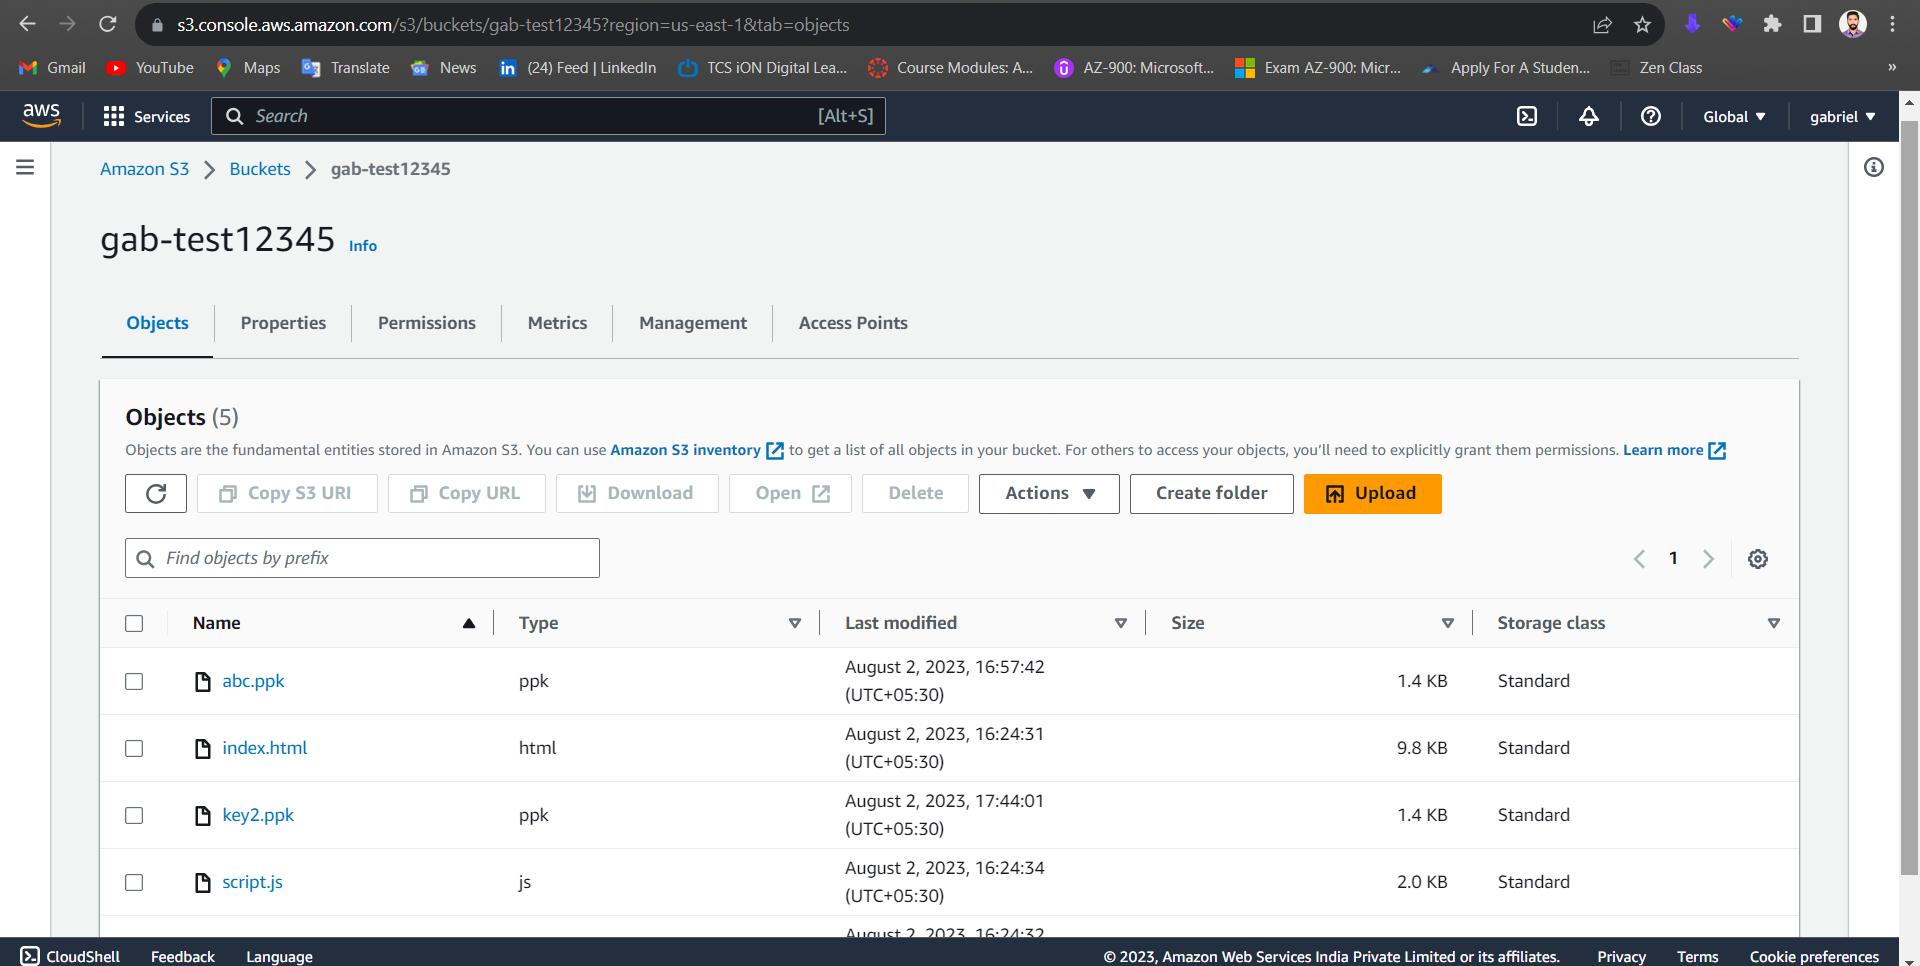 s3.console.aws.amazon.com/s3/buckets/gab-test12345?region=us-east-1&tab=objects
Gmail YouTube Maps Translate News (24) Feed | LinkedIn TCS iON Digital Lea... Course Modules: A... AZ-900: Microsoft... Exam AZ-900: Micr... Apply For A Studen... Zen Class »
aws Services Search [Alt+S] Global gabriel
Amazon S3 Buckets gab-test12345
gab-test12345 Info
Objects Properties Permissions Metrics Management Access Points
Objects (5)
Objects are the fundamental entities stored in Amazon S3. You can use Amazon S3 inventory to get a list of all objects in your bucket. For others to access your objects, you’ll need to explicitly grant them permissions. Learn more
Copy S3 URI Copy URL Download Open Delete Actions Create folder Upload
Find objects by prefix 1
Name Type Last modified Size Storage class
abc.ppk ppk August 2, 2023, 16:57:42 (UTC+05:30) 1.4 KB Standard
index.html html August 2, 2023, 16:24:31 (UTC+05:30) 9.8 KB Standard
key2.ppk ppk August 2, 2023, 17:44:01 (UTC+05:30) 1.4 KB Standard
script.js js August 2, 2023, 16:24:34 (UTC+05:30) 2.0 KB Standard
August 2, 2023, 16:24:32
CloudShell Feedback Language © 2023, Amazon Web Services India Private Limited or its affiliates. Privacy Terms Cookie preferences